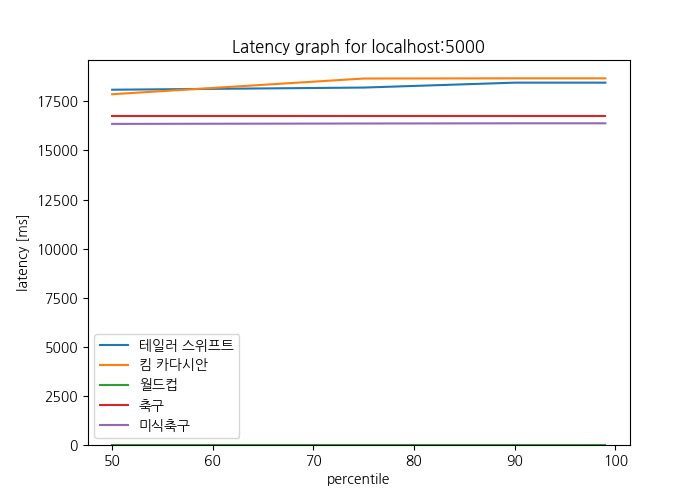 Latency graph for localhost:5000
latency [ms]
17500
15000
12500
10000
7500
5000
2500
0
테일러 스위프트
킴 카다시안
월드컵
축구
미식축구
50 60 70 80 90 100
percentile